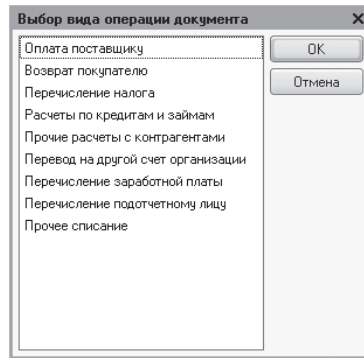 Выбор вида операции документа
Оплата поставщику
Возврат покупателю
Перечисление налога
Расчеты по кредитам и займам
Прочие расчеты с контрагентами
Перевод на другой счет организации
Перечисление заработной платы
Перечисление подотчетному лицу
Прочее списание
OK
Отмена